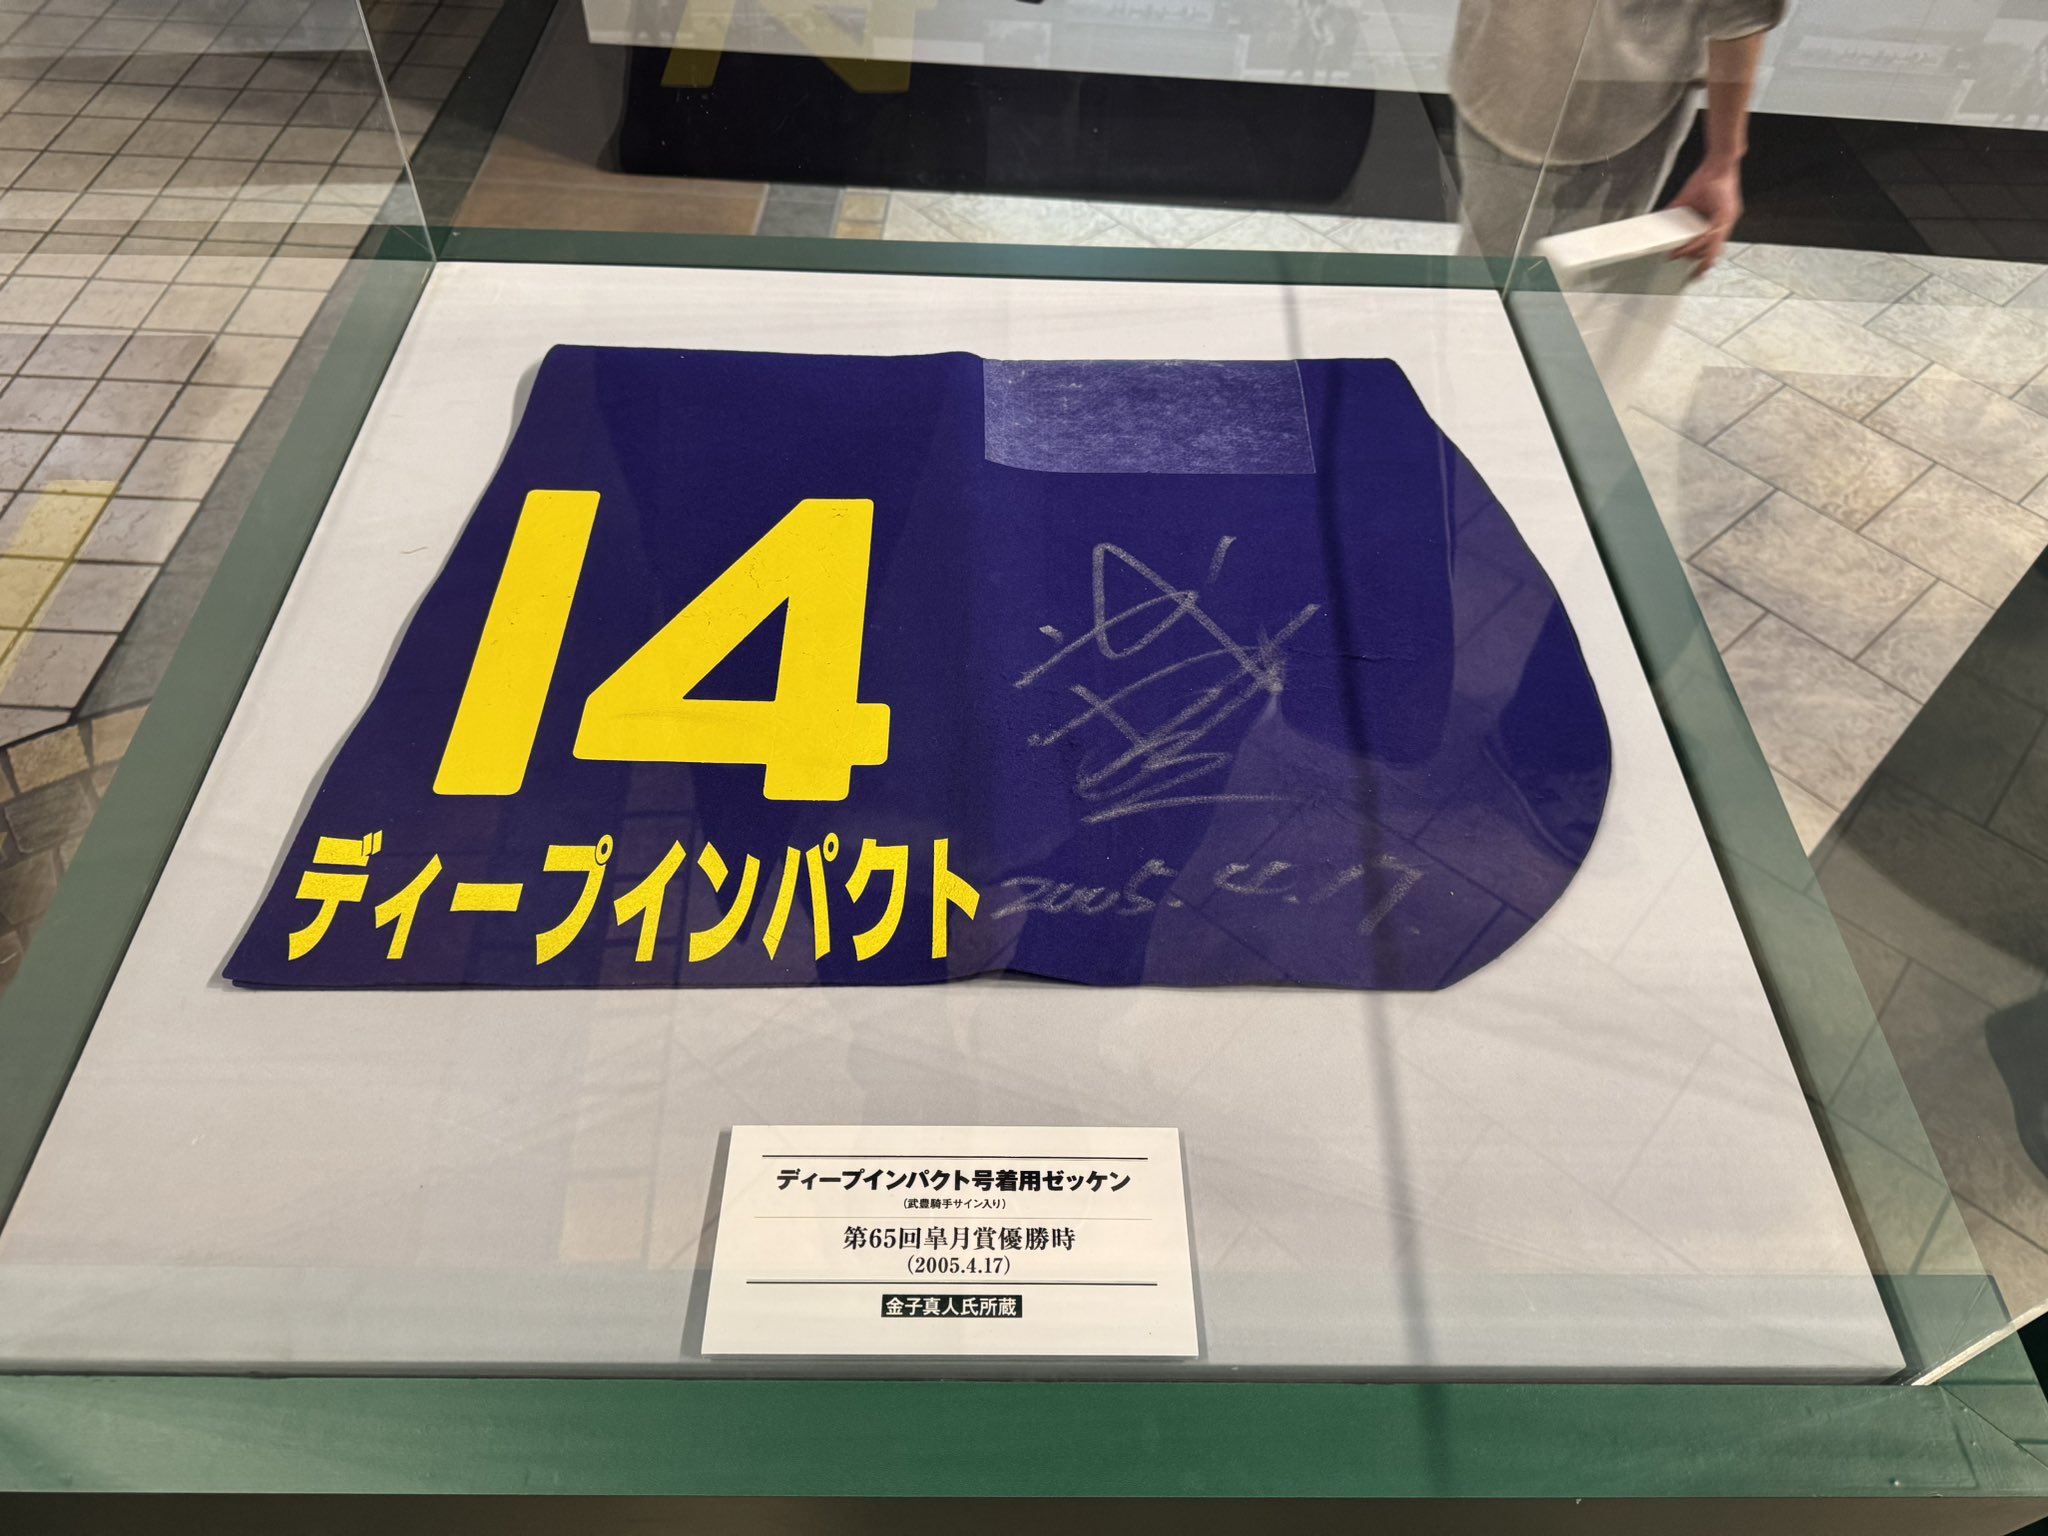 14
ディープインパクト
2005.4.17
ディープインパクト号着用ゼッケン
(武豊騎手サイン入り)
第65回皐月賞優勝時
(2005.4.17)
金子真人氏所蔵